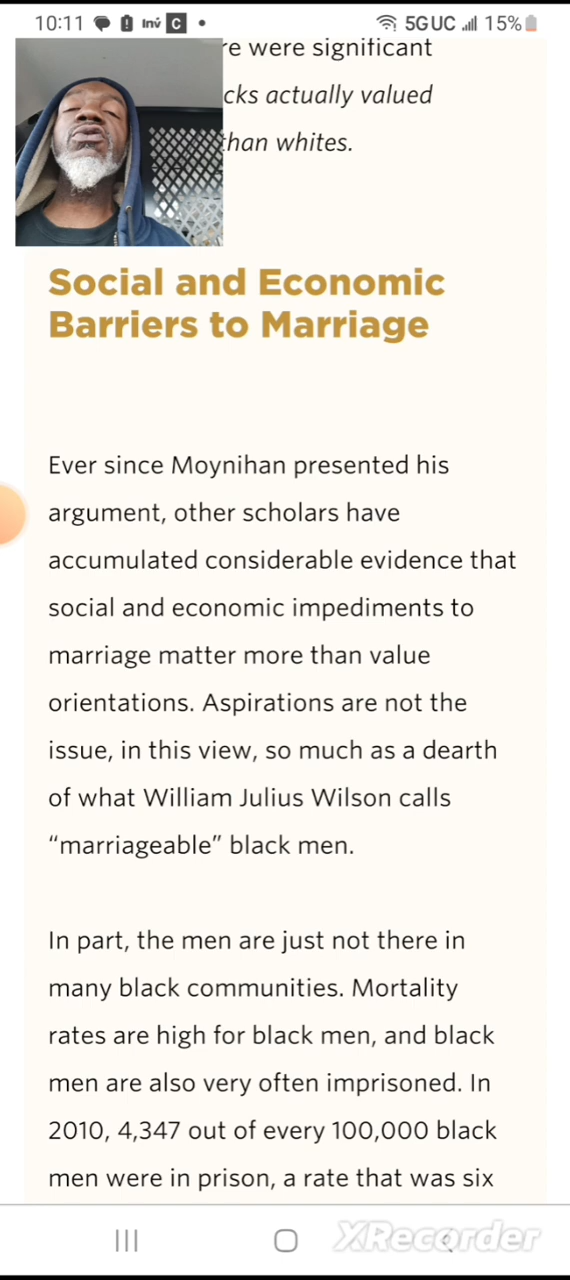 10:11 Inv C 5G UC 15%
re were significant
cks actually valued
than whites.
Social and Economic
Barriers to Marriage
Ever since Moynihan presented his
argument, other scholars have
accumulated considerable evidence that
social and economic impediments to
marriage matter more than value
orientations. Aspirations are not the
issue, in this view, so much as a dearth
of what William Julius Wilson calls
“marriageable” black men.
In part, the men are just not there in
many black communities. Mortality
rates are high for black men, and black
men are also very often imprisoned. In
2010, 4,347 out of every 100,000 black
men were in prison, a rate that was six
XRecorder